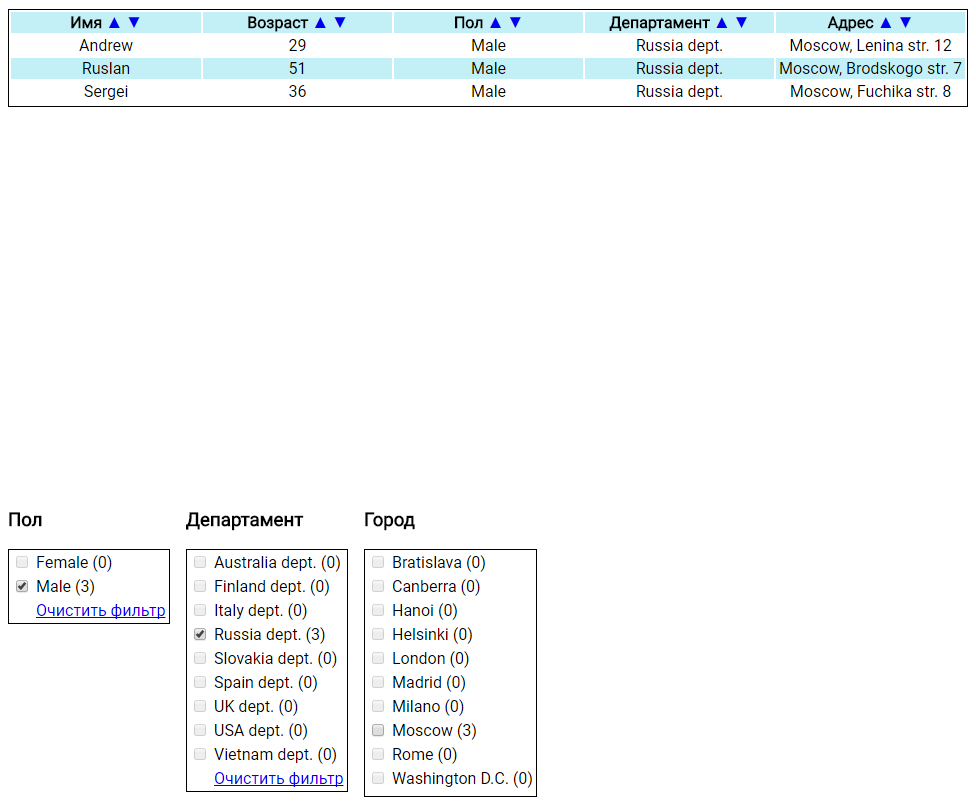 Имя ▲ ▼ Возраст ▲ ▼ Пол ▲ ▼ Департамент ▲ ▼ Адрес ▲ ▼
Andrew 29 Male Russia dept. Moscow, Lenina str. 12
Ruslan 51 Male Russia dept. Moscow, Brodskogo str. 7
Sergei 36 Male Russia dept. Moscow, Fuchika str. 8
Пол
Female (0)
Male (3)
Очистить фильтр
Департамент
Australia dept. (0)
Finland dept. (0)
Italy dept. (0)
Russia dept. (3)
Slovakia dept. (0)
Spain dept. (0)
UK dept. (0)
USA dept. (0)
Vietnam dept. (0)
Очистить фильтр
Город
Bratislava (0)
Canberra (0)
Hanoi (0)
Helsinki (0)
London (0)
Madrid (0)
Milano (0)
Moscow (3)
Rome (0)
Washington D.C. (0)